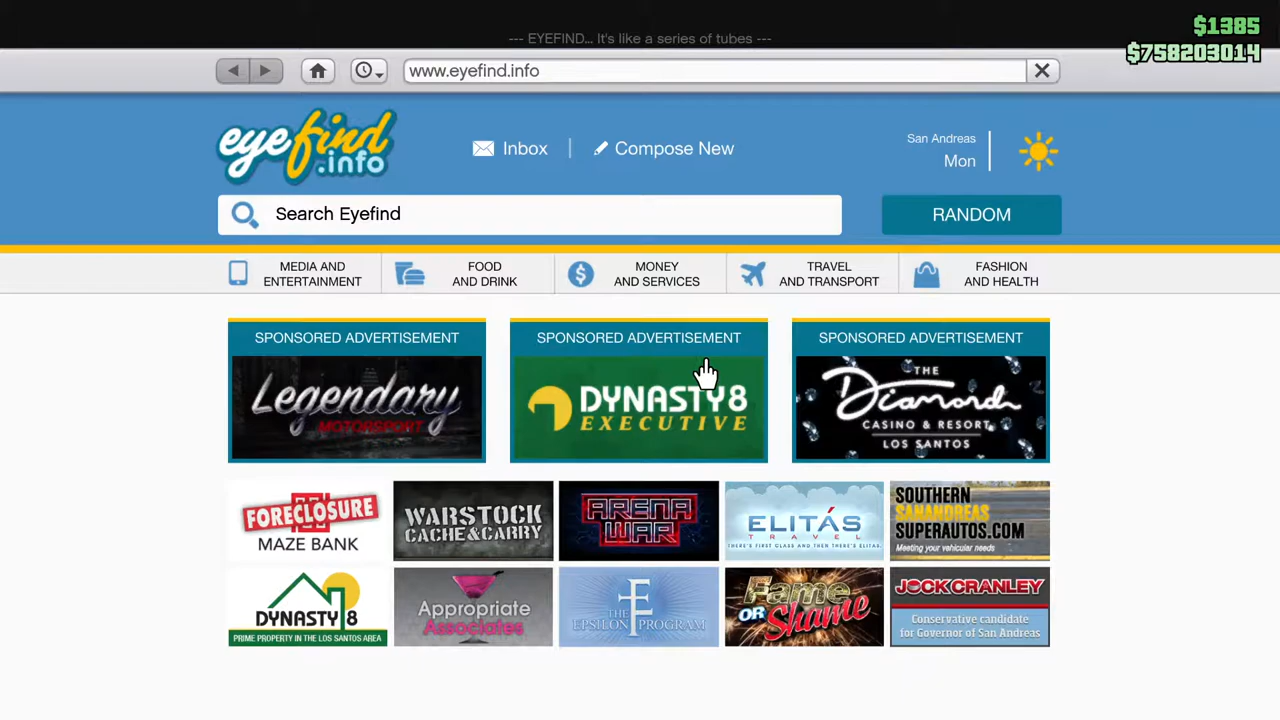 $1385
--- EYEFIND... It's like a series of tubes ---
$758203014
www.eyefind.info
eyefind
.info
Inbox
Compose New
San Andreas
Mon
Search Eyefind
RANDOM
MEDIA AND
ENTERTAINMENT
FOOD
AND DRINK
MONEY
AND SERVICES
TRAVEL
AND TRANSPORT
FASHION
AND HEALTH
SPONSORED ADVERTISEMENT
Legendary
MOTORSPORT
SPONSORED ADVERTISEMENT
DYNASTY8
EXECUTIVE
SPONSORED ADVERTISEMENT
THE
Diamond
CASINO & RESORT
LOS SANTOS
FORECLOSURE
MAZE BANK
WARSTOCK
CACHE&CARRY
ARENA
WAR
ELITÁS
TRAVEL
THERE'S FIRST CLASS AND THEN THERE'S ELITAS.
SOUTHERN
SANANDREAS
SUPERAUTOS.COM
Meeting your vehicular needs
DYNASTY 8
PRIME PROPERTY IN THE LOS SANTOS AREA
Appropriate
Associates
THE
EPSILON PROGRAM
Fame
OR Shame
JOCK CRANLEY
Conservative candidate
for Governor of San Andreas